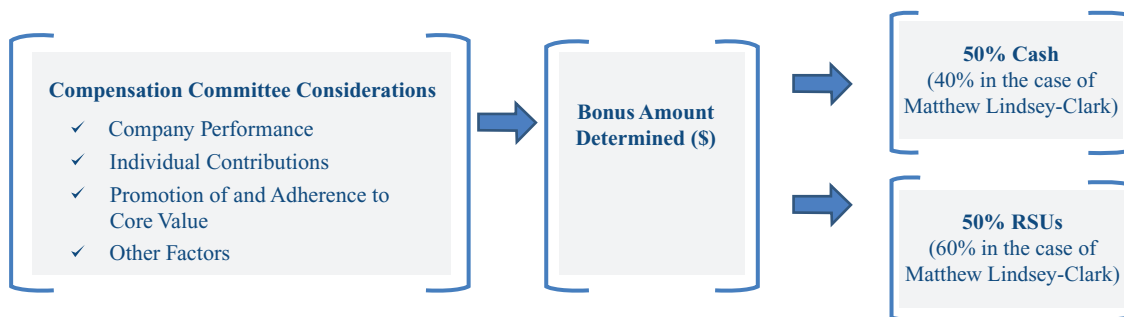 Compensation Committee Considerations
✓ Company Performance
✓ Individual Contributions
✓ Promotion of and Adherence to
Core Value
✓ Other Factors
Bonus Amount
Determined ($)
50% Cash
(40% in the case of
Matthew Lindsey-Clark)
50% RSUs
(60% in the case of
Matthew Lindsey-Clark)